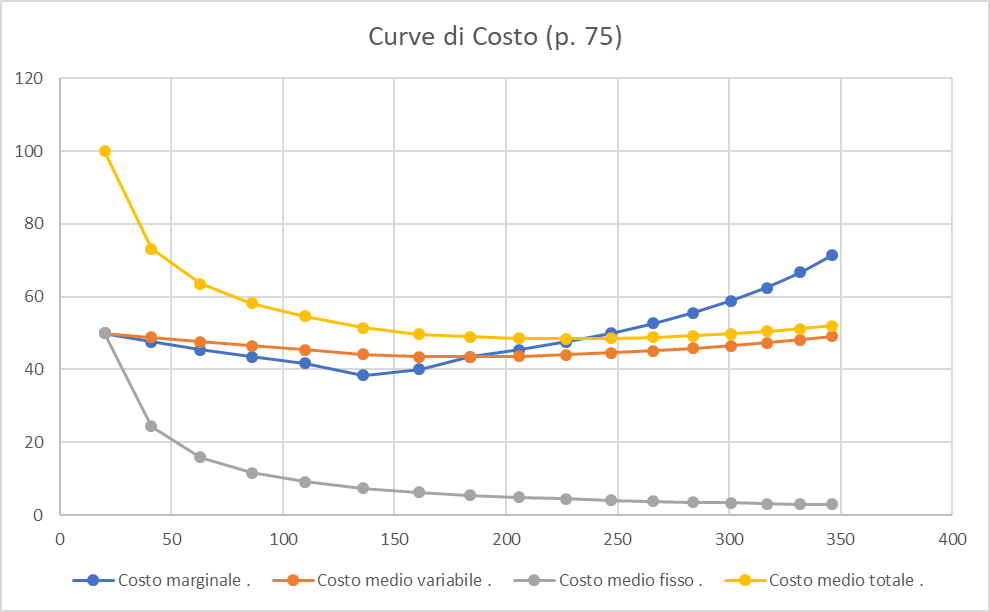 Curve di Costo (p. 75)
120
100
80
60
40
20
0
0 50 100 150 200 250 300 350 400
Costo marginale . Costo medio variabile . Costo medio fisso . Costo medio totale .